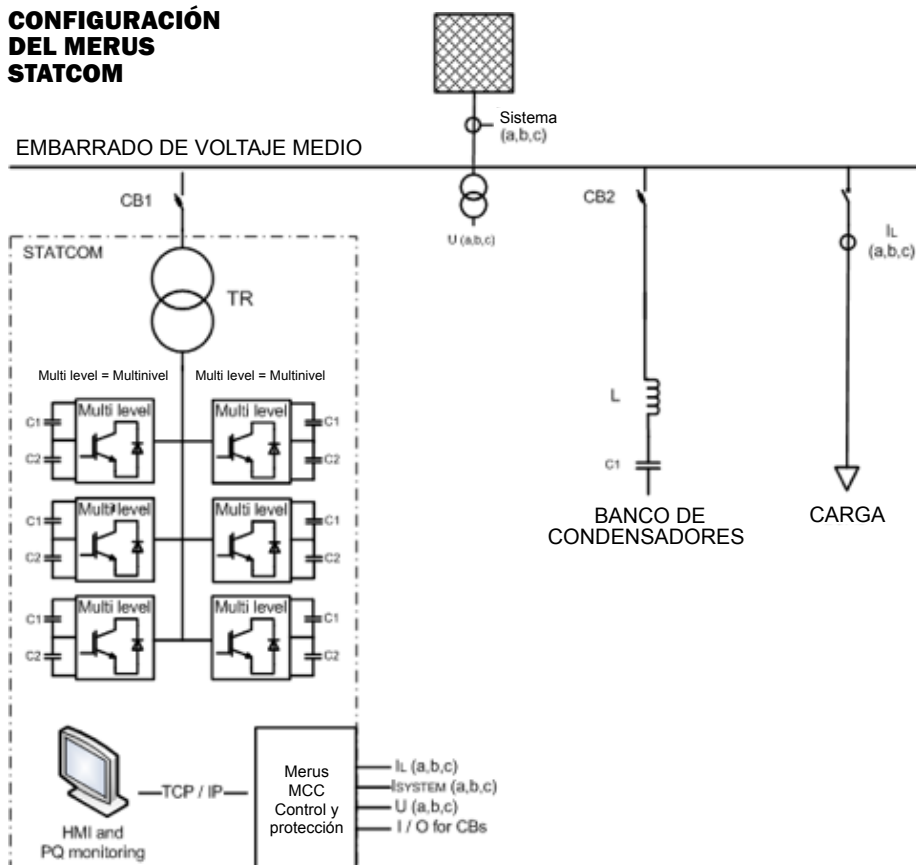 CONFIGURACIÓN
DEL MERUS
STATCOM
Sistema
(a,b,c)
EMBARRADO DE VOLTAJE MEDIO
CB1
U (a,b,c)
CB2
IL
(a,b,c)
STATCOM
TR
Multi level = Multinivel
Multi level = Multinivel
Multi level
Multi level
C1
C2
C1
C2
Multi level
Multi level
C1
C2
C1
C2
Multi level
Multi level
C1
C2
C1
C2
L
C1
BANCO DE
CONDENSADORES
CARGA
HMI and
PQ monitoring
TCP / IP
Merus
MCC
Control y
protección
IL (a,b,c)
ISYSTEM (a,b,c)
U (a,b,c)
I / O for CBs